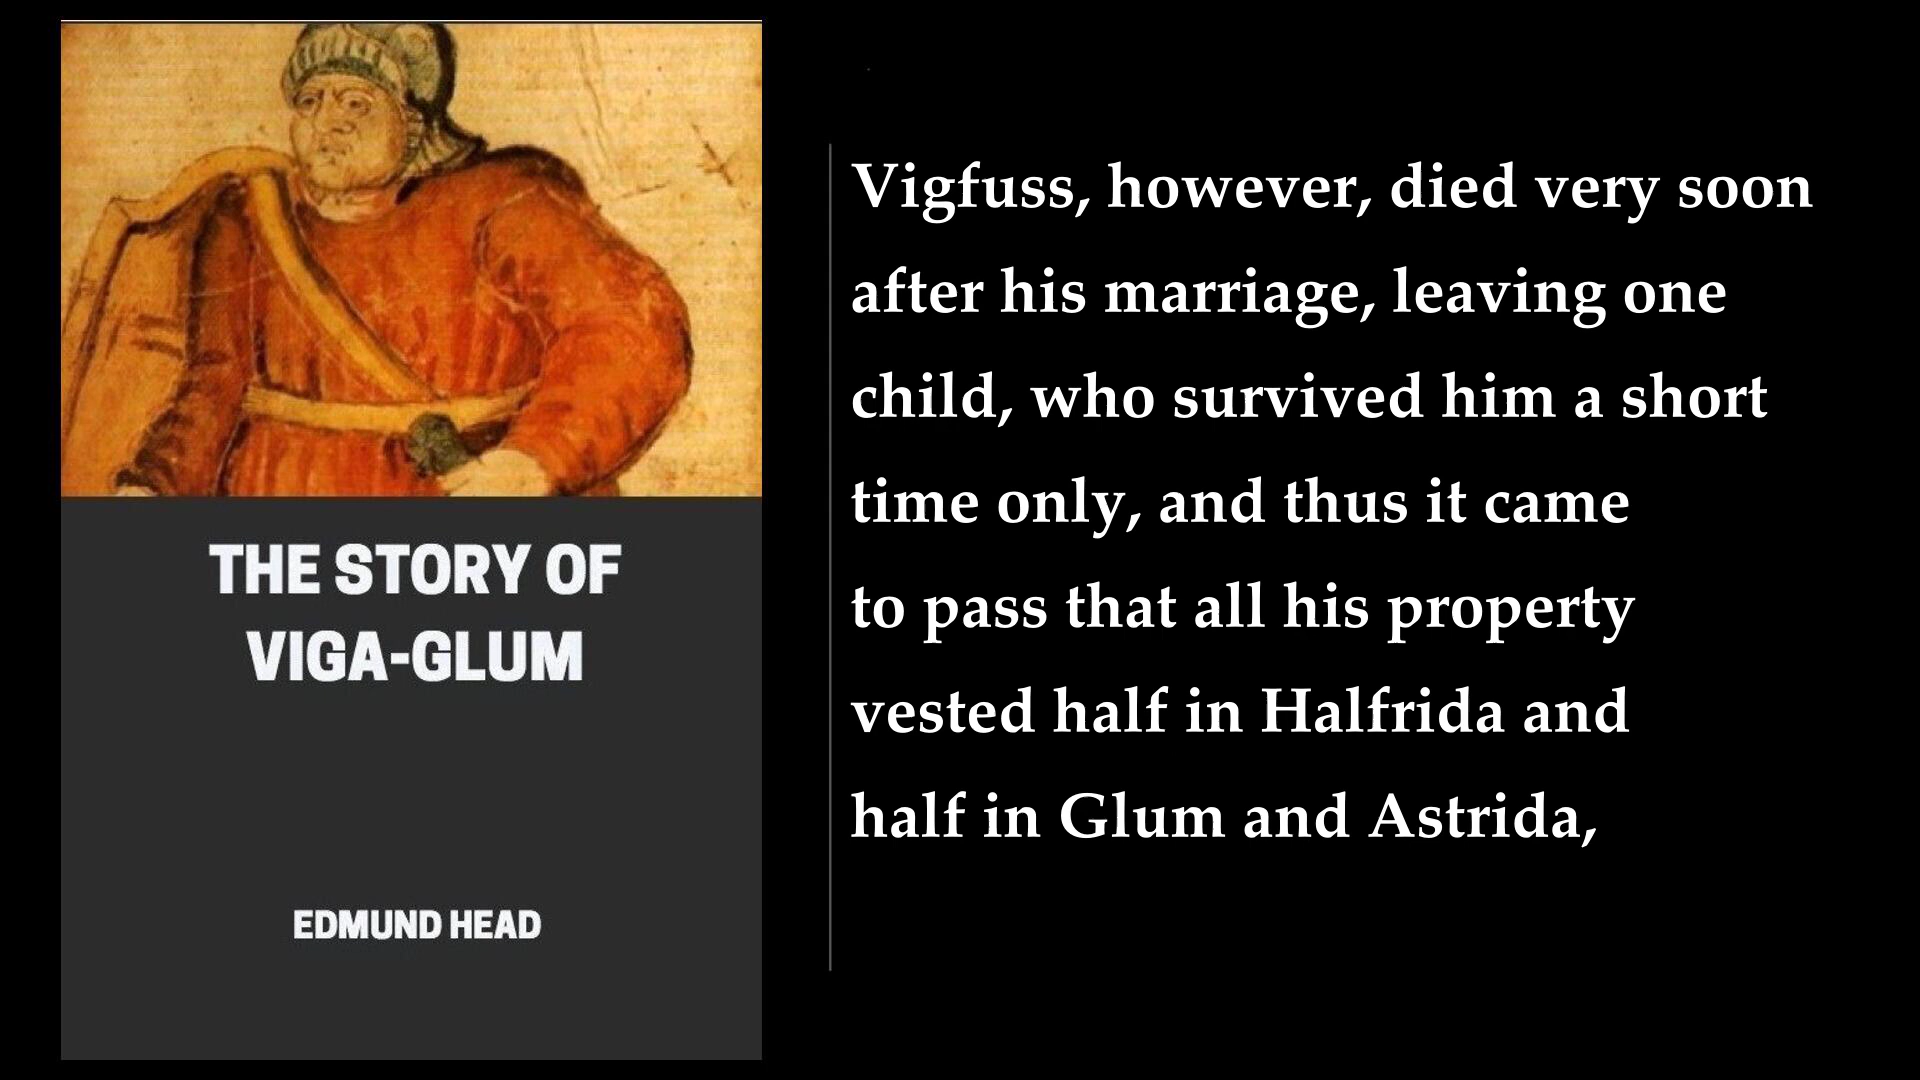 THE STORY OF
VIGA-GLUM
EDMUND HEAD
Vigfuss, however, died very soon
after his marriage, leaving one
child, who survived him a short
time only, and thus it came
to pass that all his property
vested half in Halfrida and
half in Glum and Astrida,